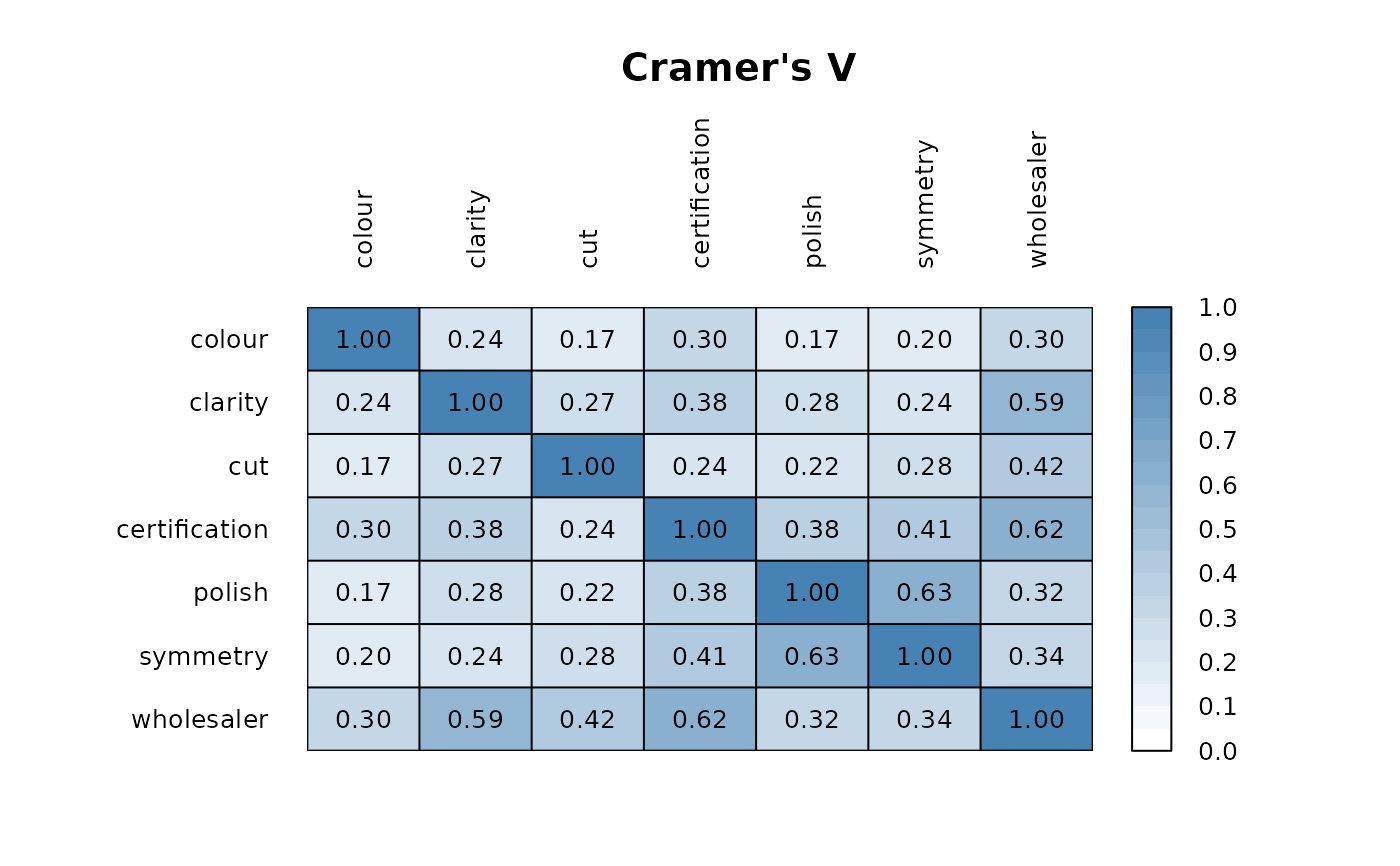 Cramer's V
colour clarity cut certification polish symmetry wholesaler
colour 1.00 0.24 0.17 0.30 0.17 0.20 0.30
clarity 0.24 1.00 0.27 0.38 0.28 0.24 0.59
cut 0.17 0.27 1.00 0.24 0.22 0.28 0.42
certification 0.30 0.38 0.24 1.00 0.38 0.41 0.62
polish 0.17 0.28 0.22 0.38 1.00 0.63 0.32
symmetry 0.20 0.24 0.28 0.41 0.63 1.00 0.34
wholesaler 0.30 0.59 0.42 0.62 0.32 0.34 1.00
1.0
0.9
0.8
0.7
0.6
0.5
0.4
0.3
0.2
0.1
0.0